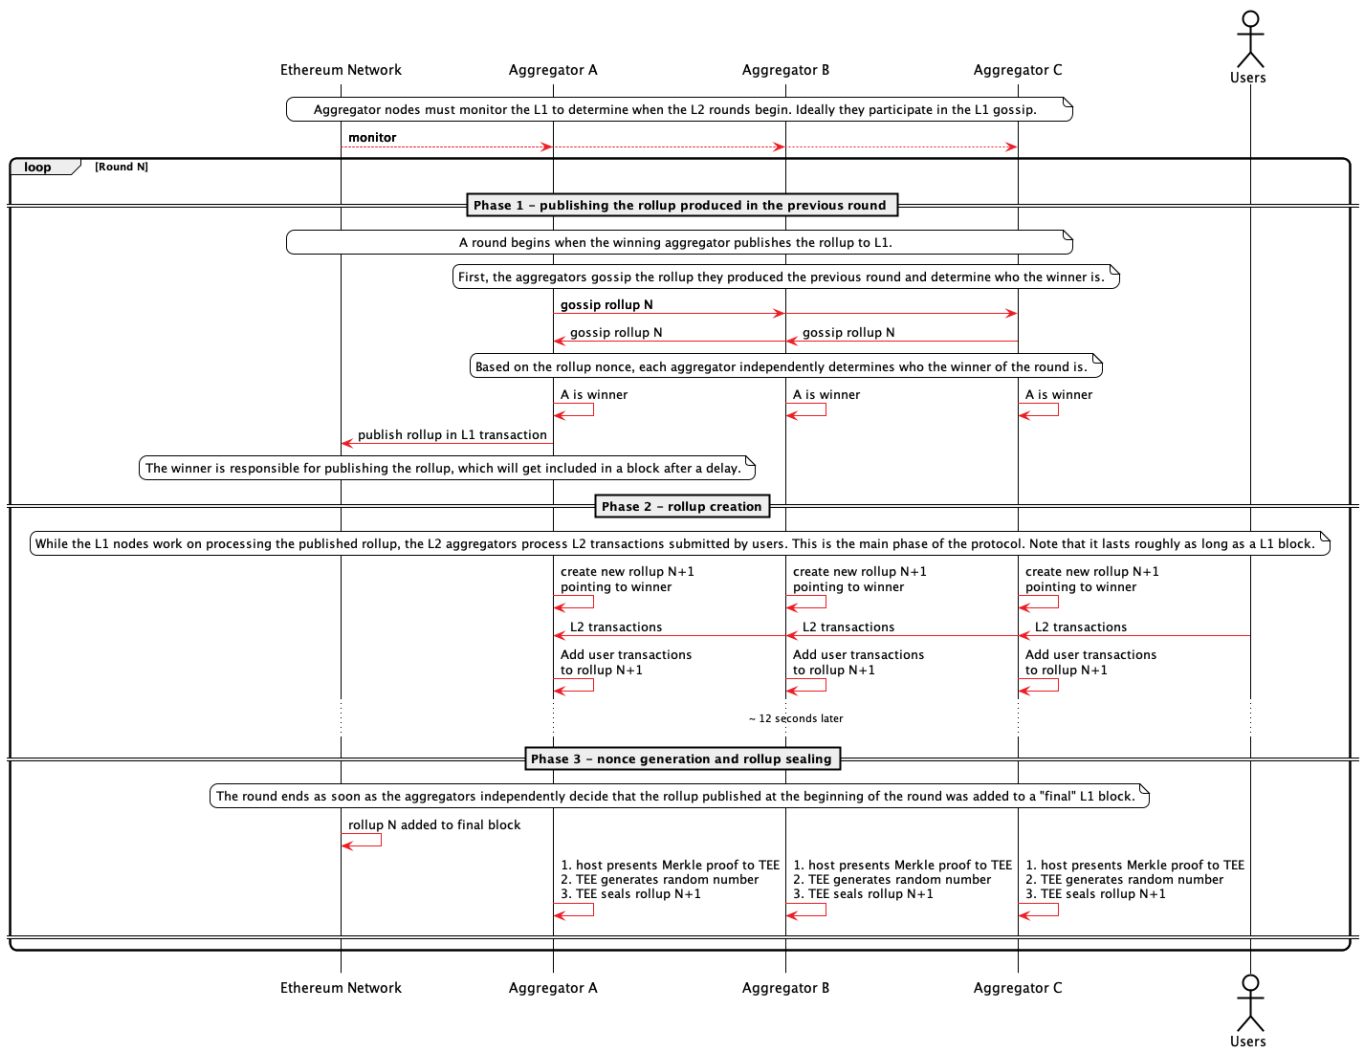 Ethereum Network
Aggregator A
Aggregator B
Aggregator C
Users
Aggregator nodes must monitor the L1 to determine when the L2 rounds begin. Ideally they participate in the L1 gossip.
monitor
loop
[Round N]
Phase 1 - publishing the rollup produced in the previous round
A round begins when the winning aggregator publishes the rollup to L1.
First, the aggregators gossip the rollup they produced the previous round and determine who the winner is.
gossip rollup N
gossip rollup N
gossip rollup N
Based on the rollup nonce, each aggregator independently determines who the winner of the round is.
A is winner
A is winner
A is winner
publish rollup in L1 transaction
The winner is responsible for publishing the rollup, which will get included in a block after a delay.
Phase 2 - rollup creation
While the L1 nodes work on processing the published rollup, the L2 aggregators process L2 transactions submitted by users. This is the main phase of the protocol. Note that it lasts roughly as long as a L1 block.
create new rollup N+1
pointing to winner
create new rollup N+1
pointing to winner
create new rollup N+1
pointing to winner
L2 transactions
L2 transactions
L2 transactions
Add user transactions
to rollup N+1
Add user transactions
to rollup N+1
Add user transactions
to rollup N+1
~ 12 seconds later
Phase 3 - nonce generation and rollup sealing
The round ends as soon as the aggregators independently decide that the rollup published at the beginning of the round was added to a "final" L1 block.
rollup N added to final block
1. host presents Merkle proof to TEE
2. TEE generates random number
3. TEE seals rollup N+1
1. host presents Merkle proof to TEE
2. TEE generates random number
3. TEE seals rollup N+1
1. host presents Merkle proof to TEE
2. TEE generates random number
3. TEE seals rollup N+1
Ethereum Network
Aggregator A
Aggregator B
Aggregator C
Users